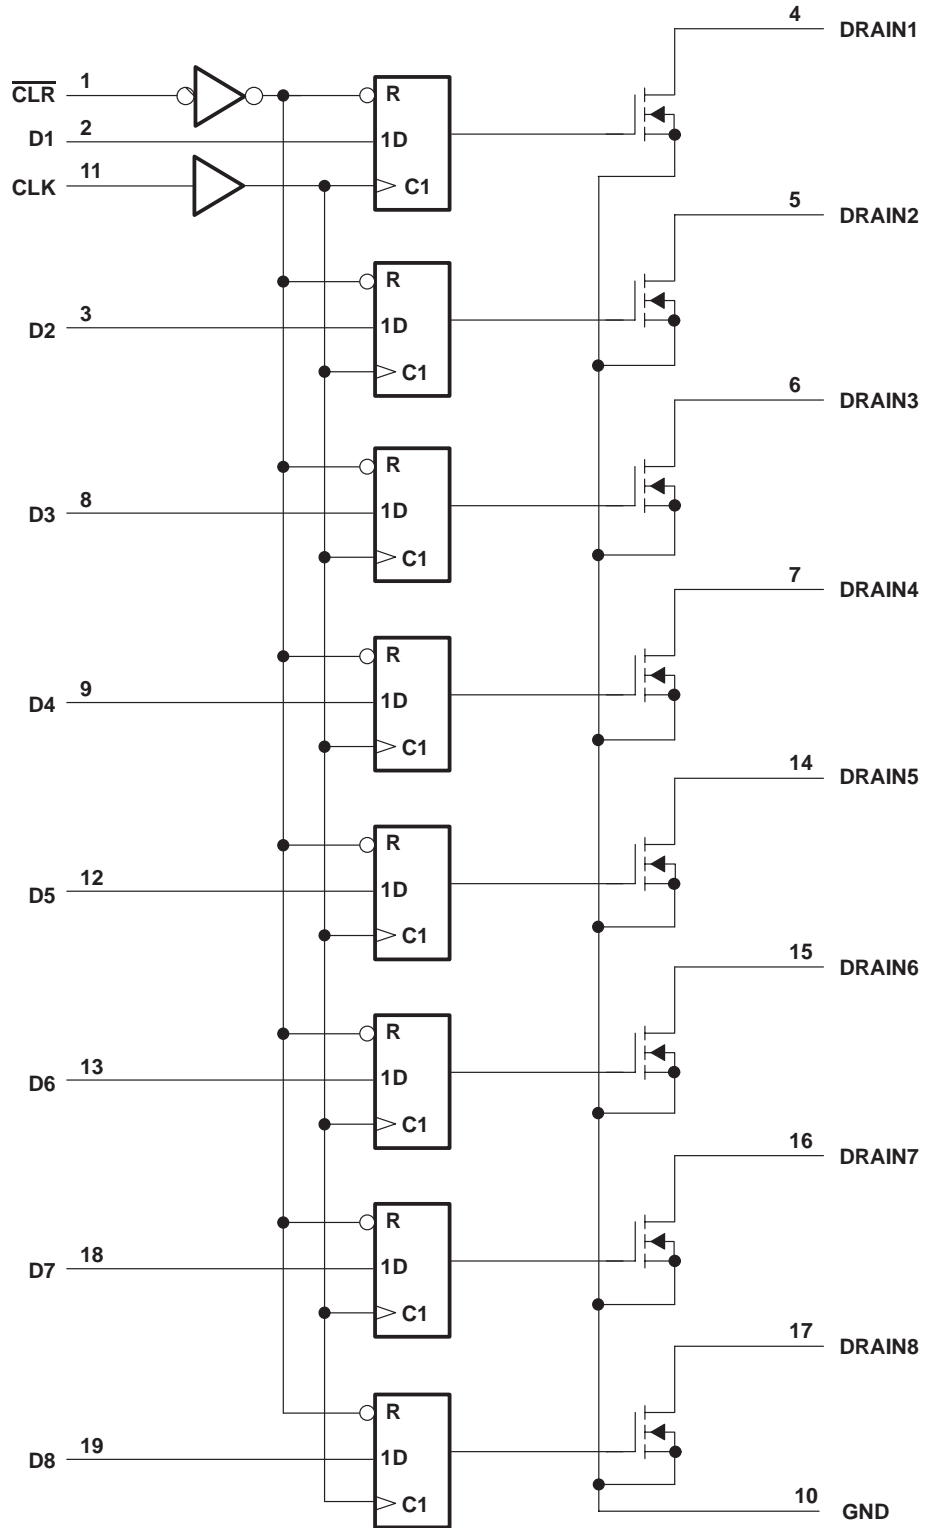 4 DRAIN1
CLR 1 R
D1 2 1D
CLK 11 C1
5 DRAIN2
R
D2 3 1D
C1
6 DRAIN3
R
D3 8 1D
C1
7 DRAIN4
R
D4 9 1D
C1
14 DRAIN5
R
D5 12 1D
C1
15 DRAIN6
R
D6 13 1D
C1
16 DRAIN7
R
D7 18 1D
C1
17 DRAIN8
R
D8 19 1D
C1
10 GND